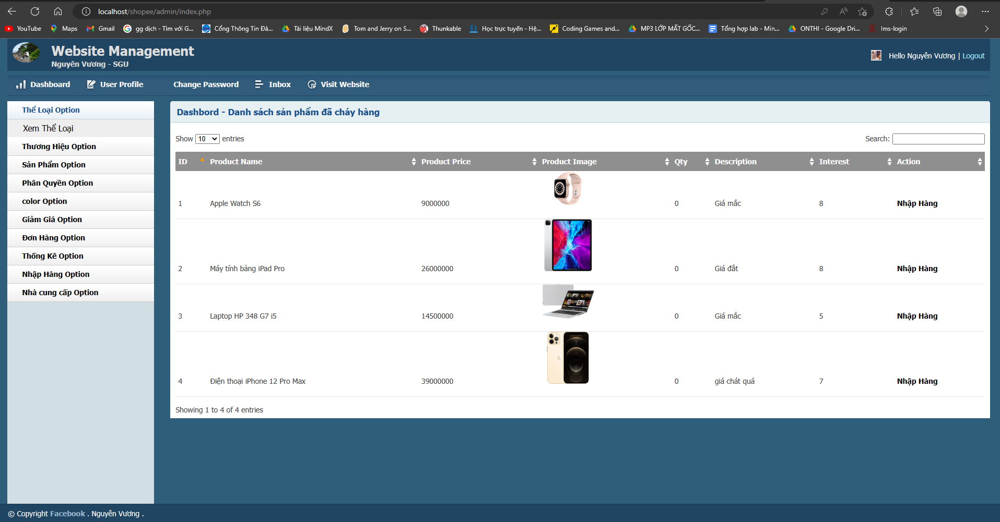 localhost/shopee/admin/index.php
YouTube Maps Gmail gg dịch - Tìm với G... Cổng Thông Tin Đà... Tài liệu MindX Tom and Jerry on S... Thunkable Học trực tuyến - Hệ... Coding Games and... MP3 LỚP MẤT GỐC... Tổng hợp lab - Min... ONTHI - Google Dri... lms-login
Website Management
Nguyên Vương - SGU
Hello Nguyên Vương | Logout
Dashboard User Profile Change Password Inbox Visit Website
Thể Loại Option
Xem Thể Loại
Thương Hiệu Option
Sản Phẩm Option
Phân Quyền Option
color Option
Giảm Giá Option
Đơn Hàng Option
Thống Kê Option
Nhập Hàng Option
Nhà cung cấp Option
Dashbord - Danh sách sản phẩm đã cháy hàng
Show 10 entries
Search:
ID Product Name Product Price Product Image Qty Description Interest Action
1 Apple Watch S6 9000000 0 Giá mắc 8 Nhập Hàng
2 Máy tính bảng iPad Pro 26000000 0 Giá đắt 8 Nhập Hàng
3 Laptop HP 348 G7 i5 14500000 0 Giá mắc 5 Nhập Hàng
4 Điện thoại iPhone 12 Pro Max 39000000 0 giá chát quá 7 Nhập Hàng
Showing 1 to 4 of 4 entries
© Copyright Facebook . Nguyên Vương .